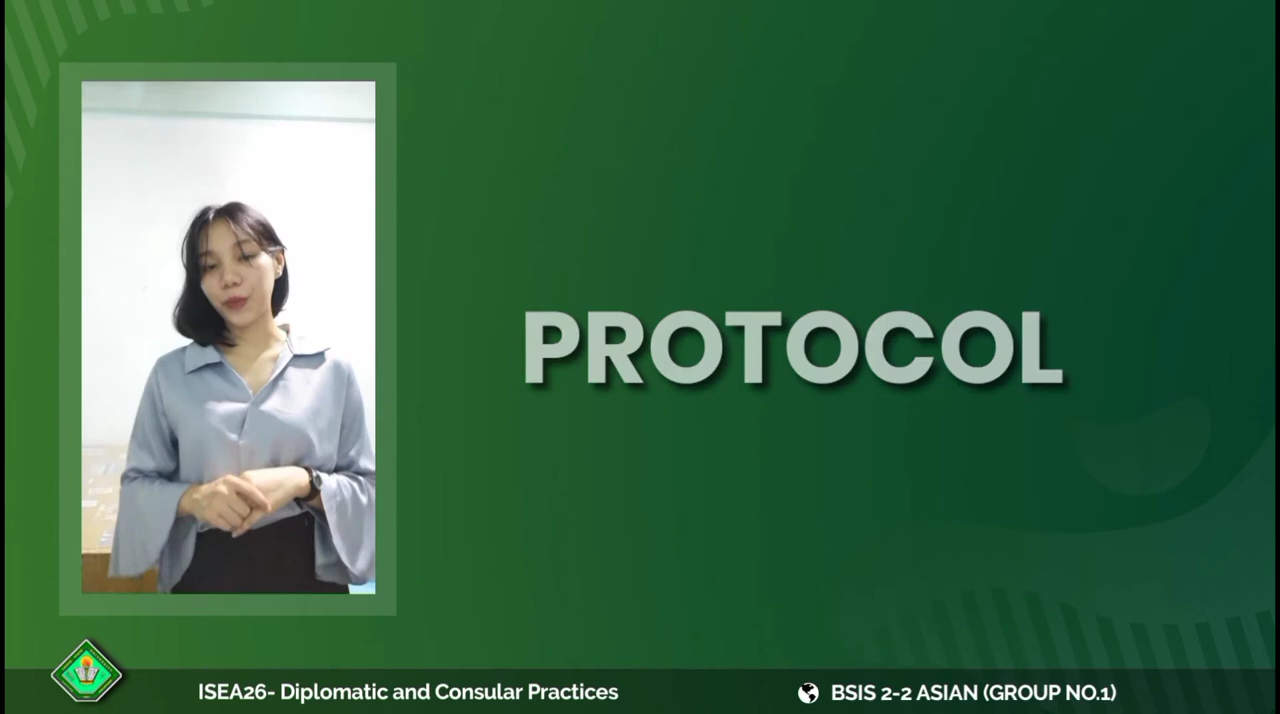 PROTOCOL
ISEA26- Diplomatic and Consular Practices
BSIS 2-2 ASIAN (GROUP NO.1)